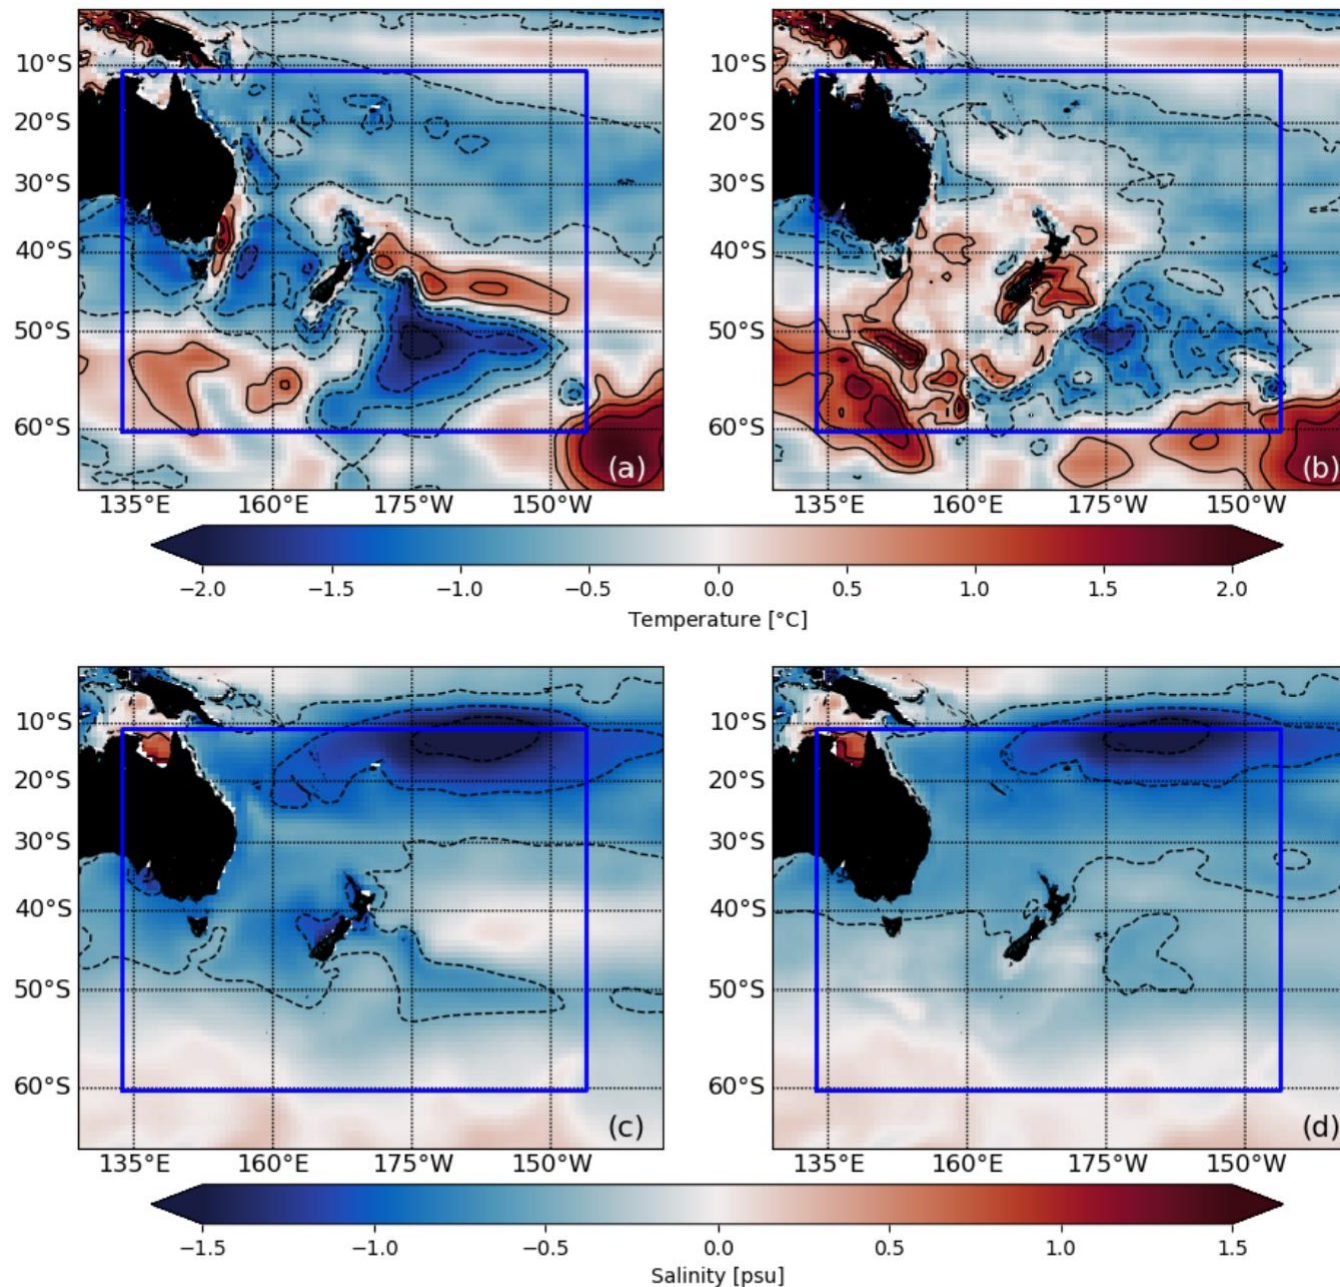 10°S
20°S
30°S
40°S
50°S
60°S
(a)
135°E 160°E 175°W 150°W
10°S
20°S
30°S
40°S
50°S
60°S
(b)
135°E 160°E 175°W 150°W
−2.0 −1.5 −1.0 −0.5 0.0 0.5 1.0 1.5 2.0
Temperature [°C]
10°S
20°S
30°S
40°S
50°S
60°S
(c)
135°E 160°E 175°W 150°W
10°S
20°S
30°S
40°S
50°S
60°S
(d)
135°E 160°E 175°W 150°W
−1.5 −1.0 −0.5 0.0 0.5 1.0 1.5
Salinity [psu]